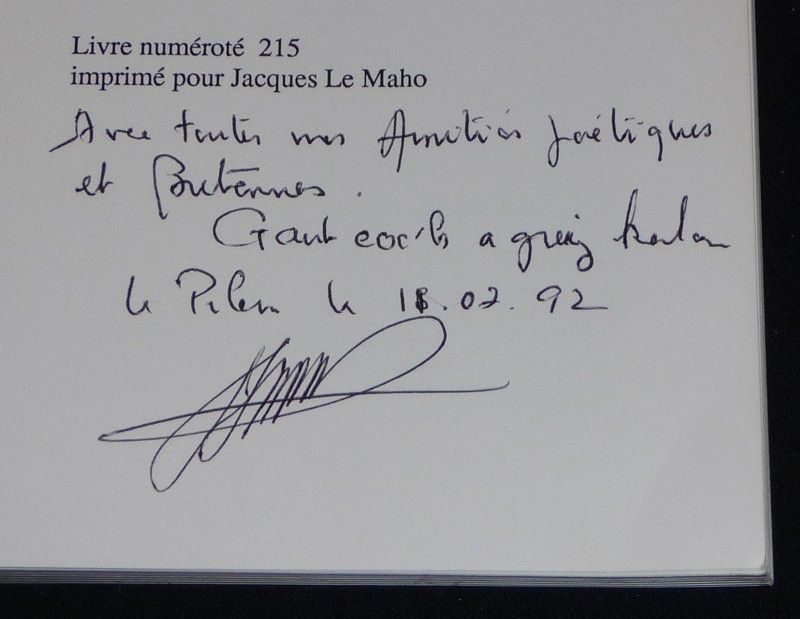 Livre numéroté 215
imprimé pour Jacques Le Maho
Avec toutes mes Amitiés poétiques
et Bretonnes.
Gant a greiz kalon
le le 18.02.92